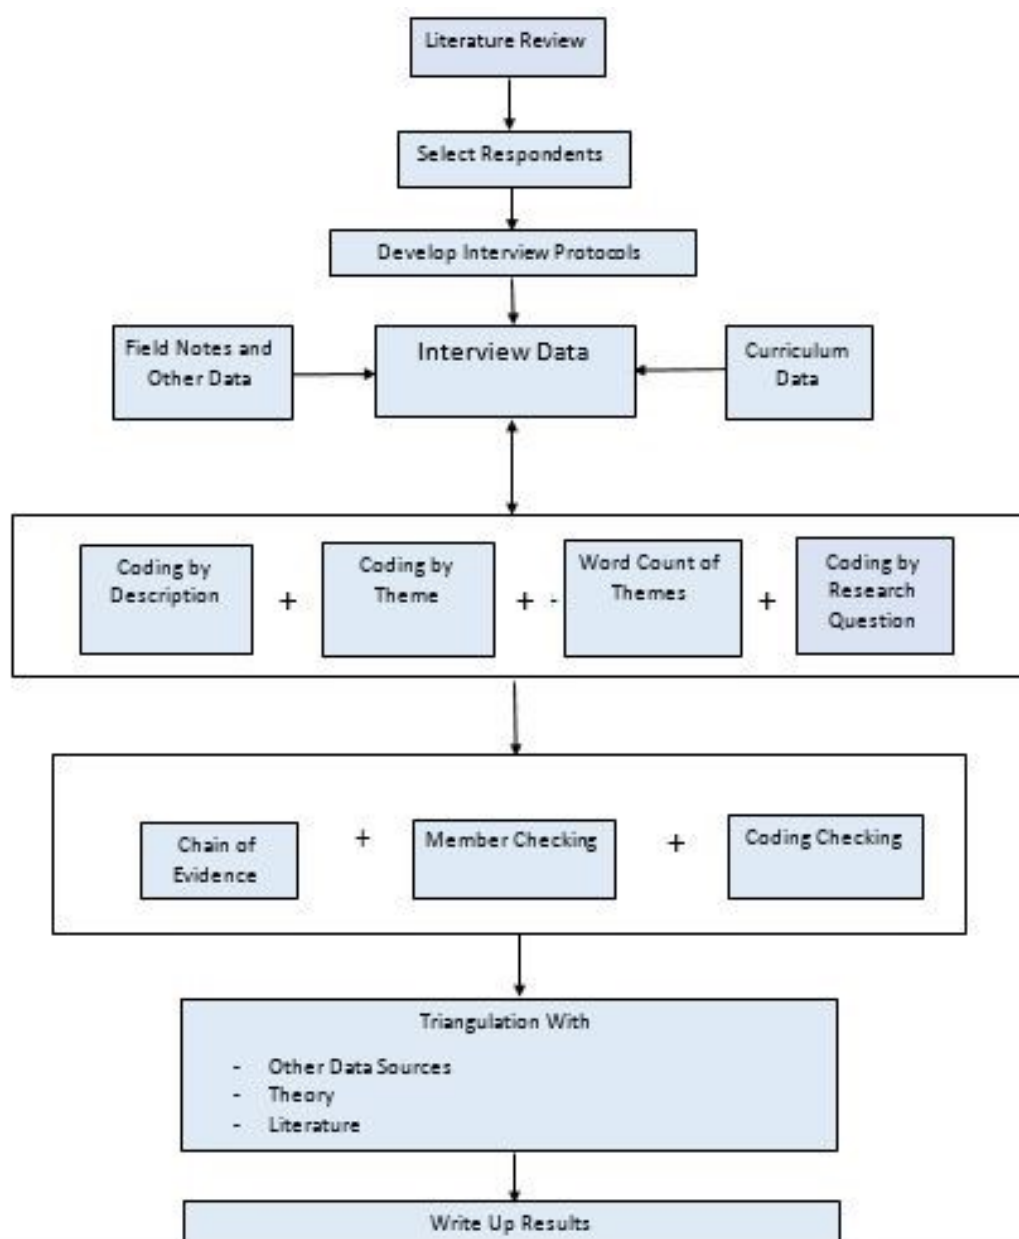 Literature Review
Select Respondents
Develop Interview Protocols
Field Notes and
Other Data
Interview Data
Curriculum
Data
Coding by
Description
+
Coding by
Theme
+ -
Word Count of
Themes
+
Coding by
Research
Question
Chain of
Evidence
+
Member Checking
+
Coding Checking
Triangulation With
- Other Data Sources
- Theory
- Literature
Write Up Results